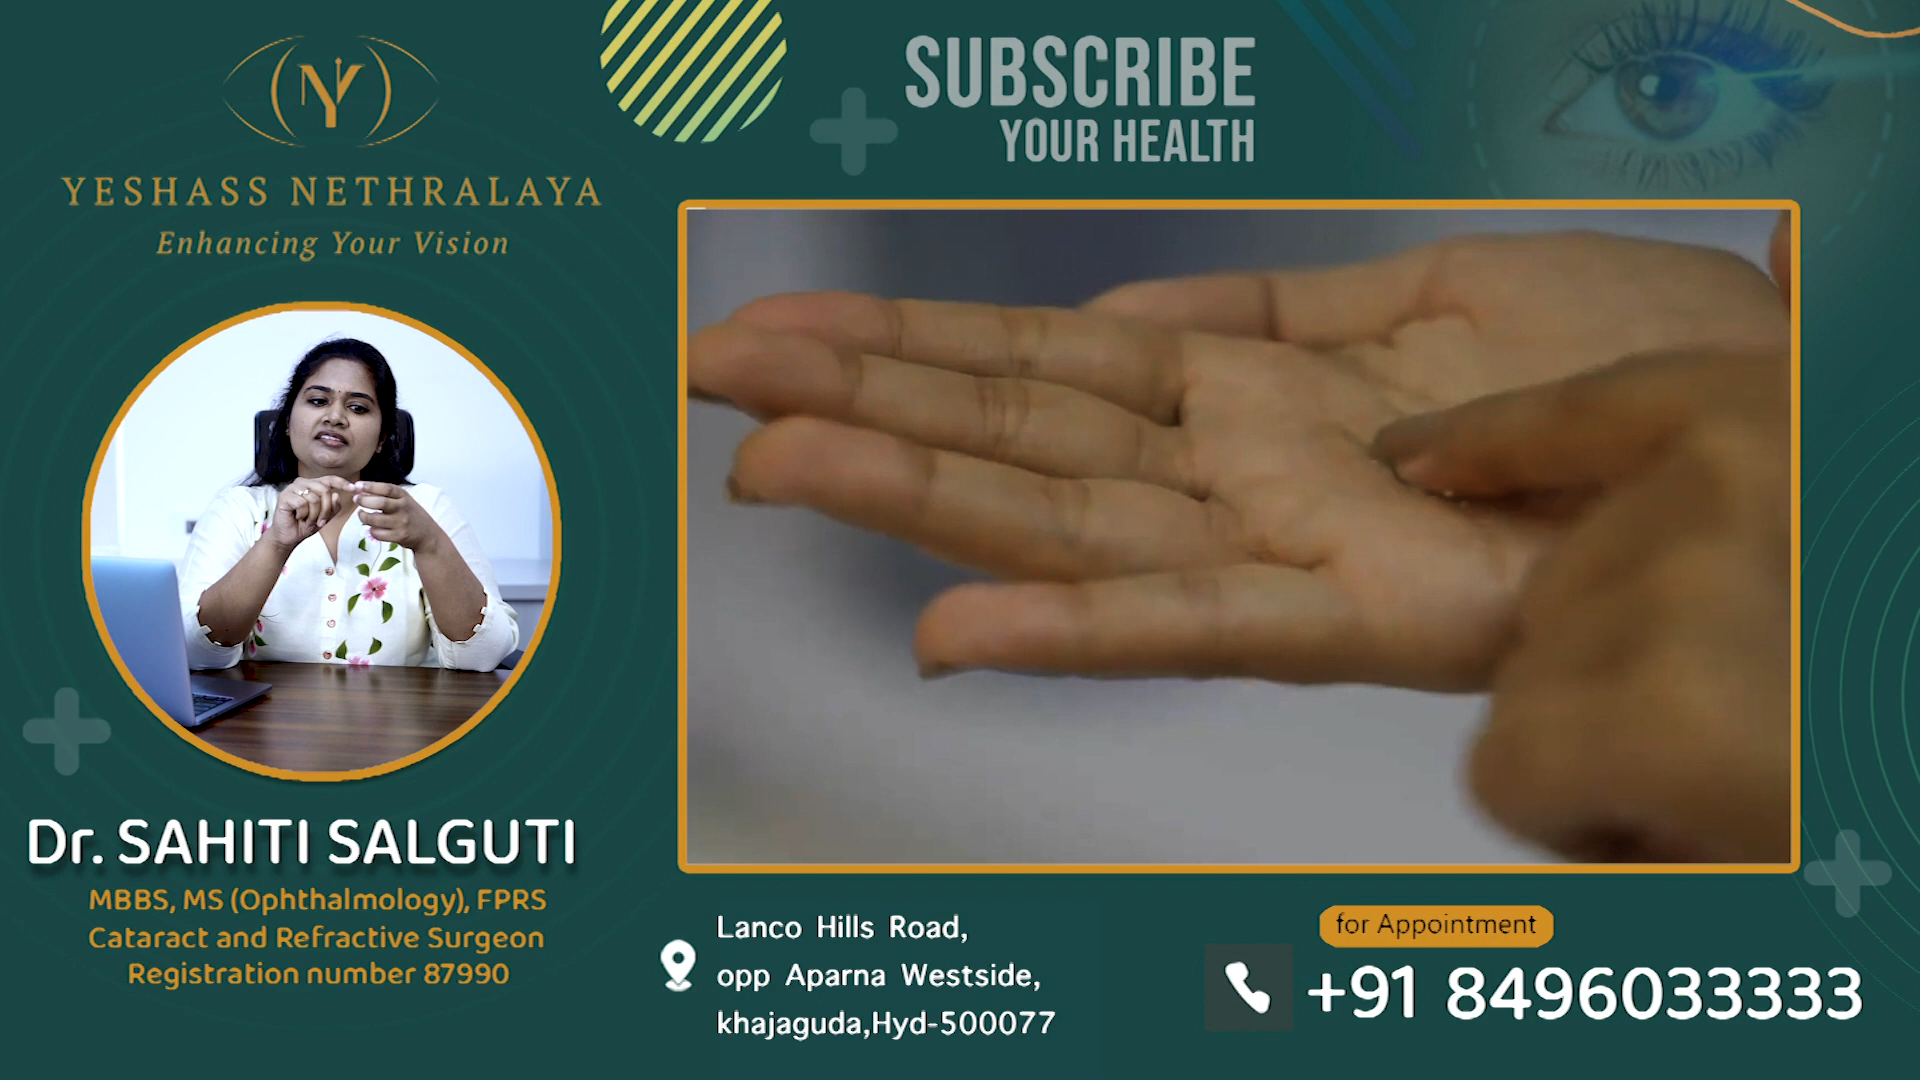 YESHASS NETHRALAYA
Enhancing Your Vision
SUBSCRIBE
YOUR HEALTH
Dr. SAHITI SALGUTI
MBBS, MS (Ophthalmology), FPRS
Cataract and Refractive Surgeon
Registration number 87990
Lanco Hills Road,
opp Aparna Westside,
khajaguda,Hyd-500077
for Appointment
+91 8496033333